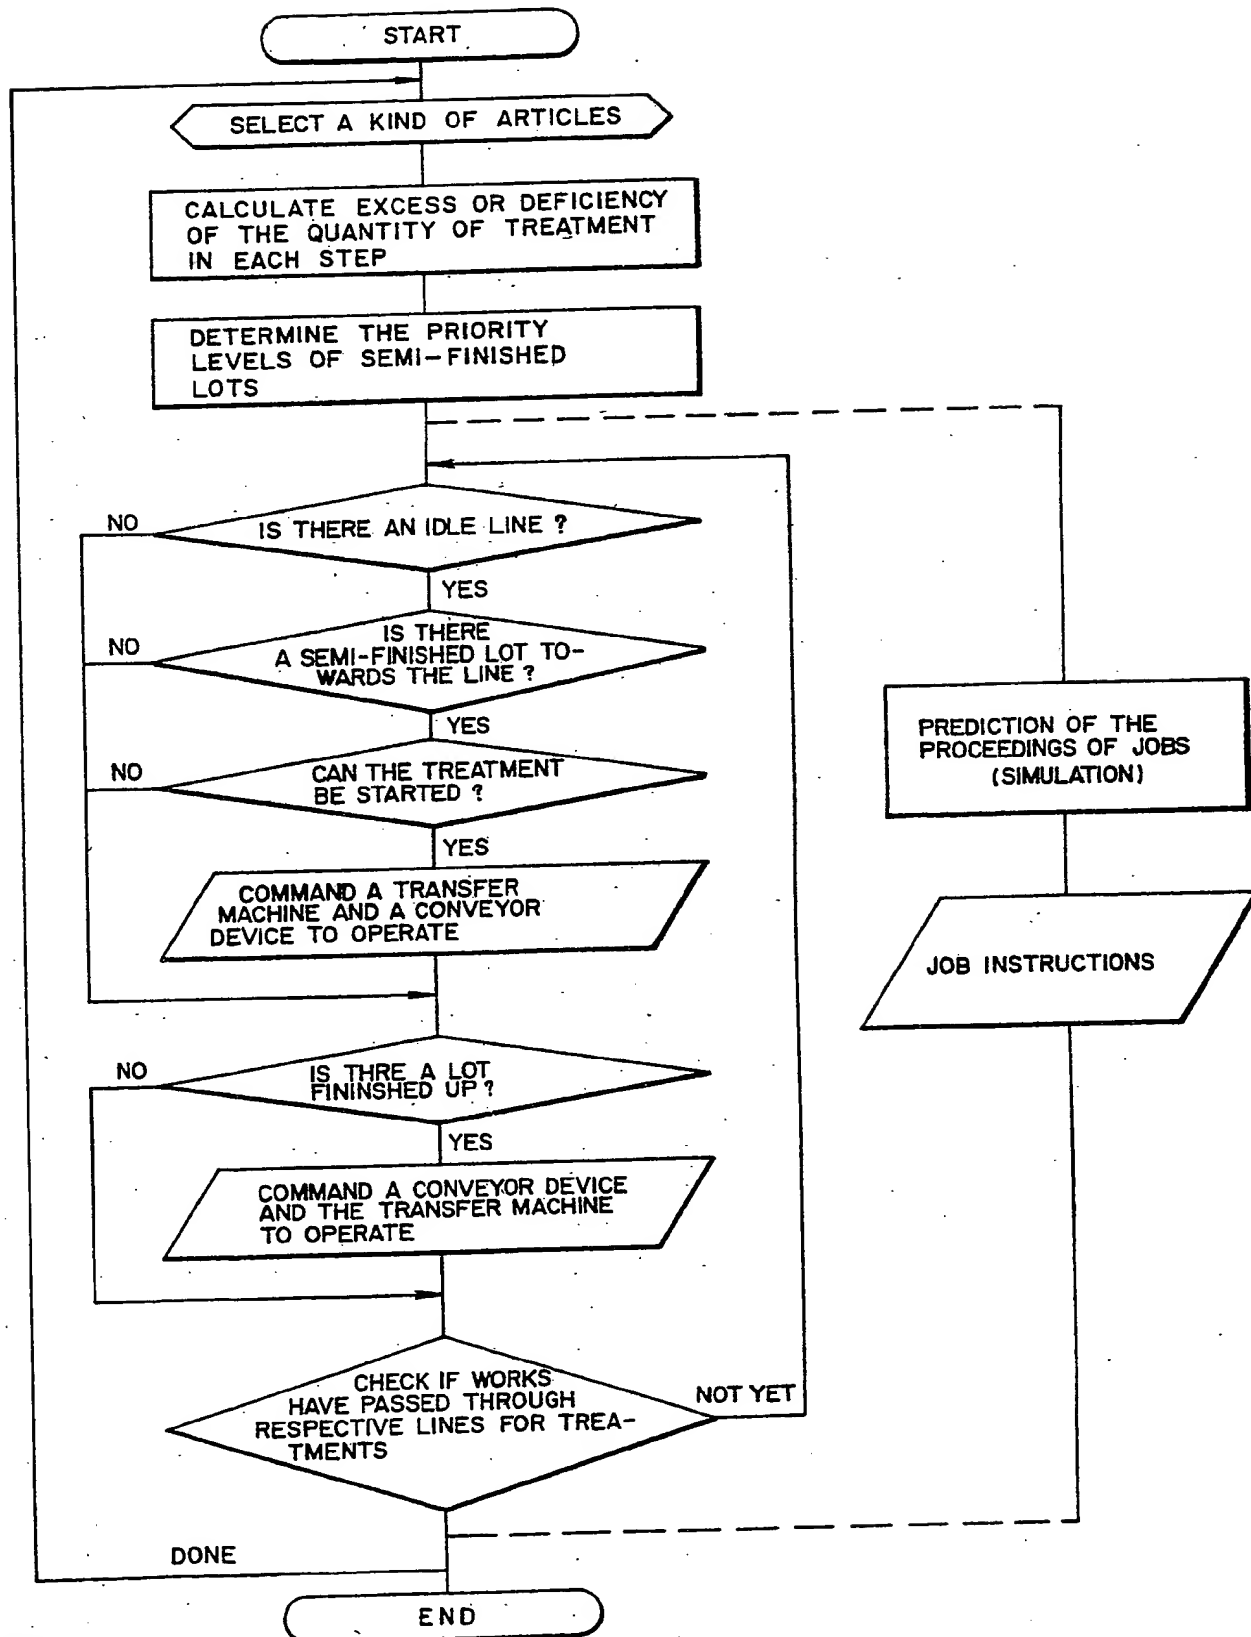 START
SELECT A KIND OF ARTICLES
CALCULATE EXCESS OR DEFICIENCY
OF THE QUANTITY OF TREATMENT
IN EACH STEP
DETERMINE THE PRIORITY
LEVELS OF SEMI-FINISHED
LOTS
NO
IS THERE AN IDLE LINE ?
YES
NO
IS THERE
A SEMI-FINISHED LOT TO-
WARDS THE LINE ?
YES
NO
CAN THE TREATMENT
BE STARTED ?
YES
COMMAND A TRANSFER
MACHINE AND A CONVEYOR
DEVICE TO OPERATE
NO
IS THRE A LOT
FININSHED UP ?
YES
COMMAND A CONVEYOR DEVICE
AND THE TRANSFER MACHINE
TO OPERATE
CHECK IF WORKS
HAVE PASSED THROUGH
RESPECTIVE LINES FOR TREA-
TMENTS
NOT YET
DONE
END
PREDICTION OF THE
PROCEEDINGS OF JOBS
(SIMULATION)
JOB INSTRUCTIONS